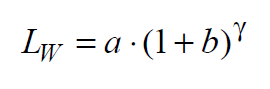 L_W = a · (1 + b)^γ